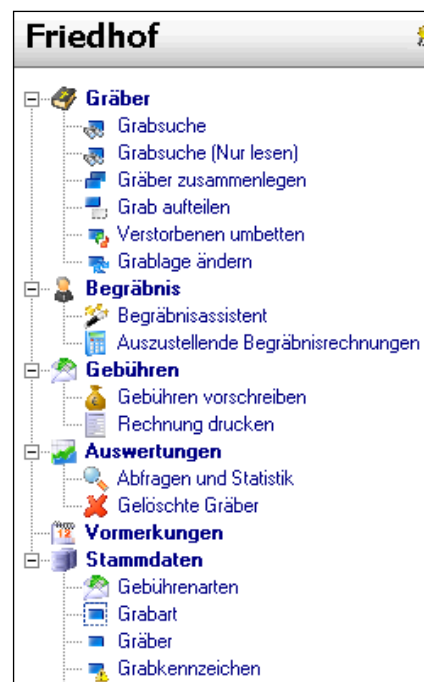 Friedhof
Gräber
Grabsuche
Grabsuche (Nur lesen)
Gräber zusammenlegen
Grab aufteilen
Verstorbenen umbetten
Grablage ändern
Begräbnis
Begräbnisassistent
Auszustellende Begräbnisrechnungen
Gebühren
Gebühren vorschreiben
Rechnung drucken
Auswertungen
Abfragen und Statistik
Gelöschte Gräber
12 Vormerkungen
Stammdaten
Gebührenarten
Grabart
Gräber
Grabkennzeichen